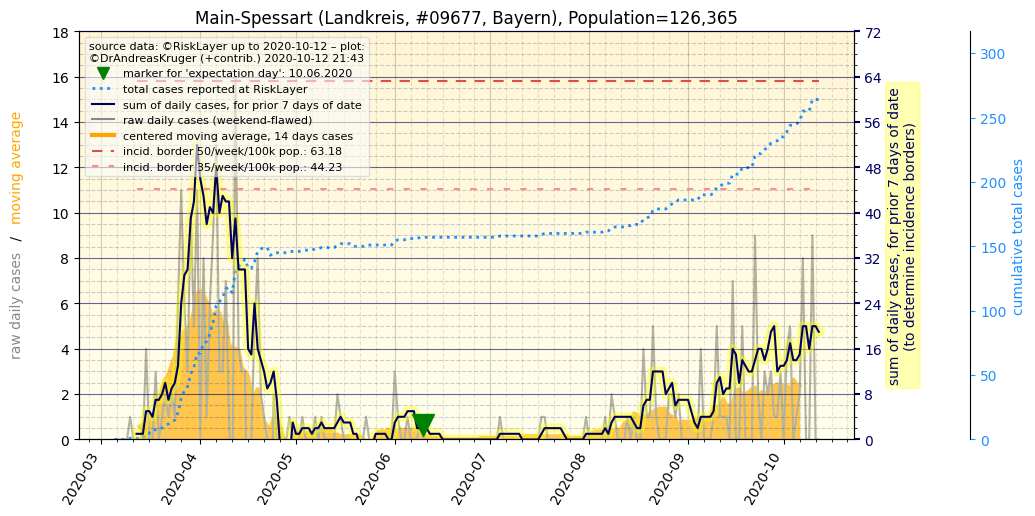 Main-Spessart (Landkreis, #09677, Bayern), Population=126,365
source data: ©RiskLayer up to 2020-10-12 – plot:
©DrAndreasKruger (+contrib.) 2020-10-12 21:43
marker for 'expectation day': 10.06.2020
total cases reported at RiskLayer
sum of daily cases, for prior 7 days of date
raw daily cases (weekend-flawed)
centered moving average, 14 days cases
incid. border 50/week/100k pop.: 63.18
incid. border 35/week/100k pop.: 44.23
raw daily cases / moving average
18
16
14
12
10
8
6
4
2
0
2020-03
2020-04
2020-05
2020-06
2020-07
2020-08
2020-09
2020-10
72
64
56
48
40
32
24
16
8
0
sum of daily cases, for prior 7 days of date
(to determine incidence borders)
300
250
200
150
100
50
0
cumulative total cases